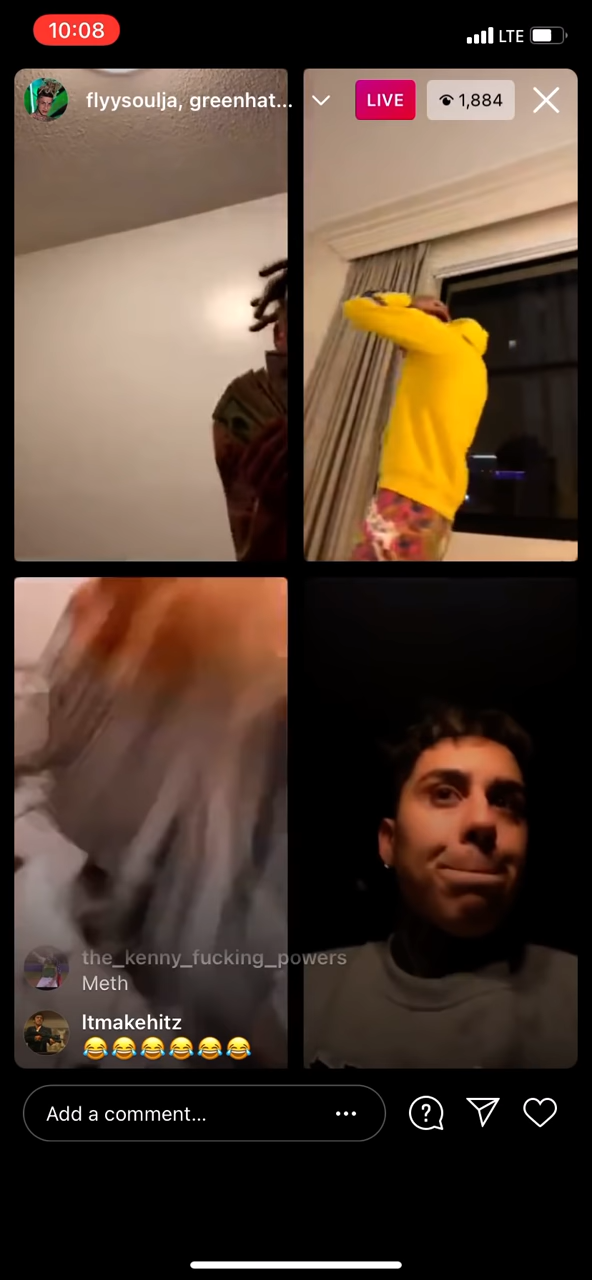 10:08
LTE
flyysoulja, greenhat...
LIVE
1,884
the_kenny_fucking_powers
Meth
ltmakehitz
😂😂😂😂😂😂
Add a comment...